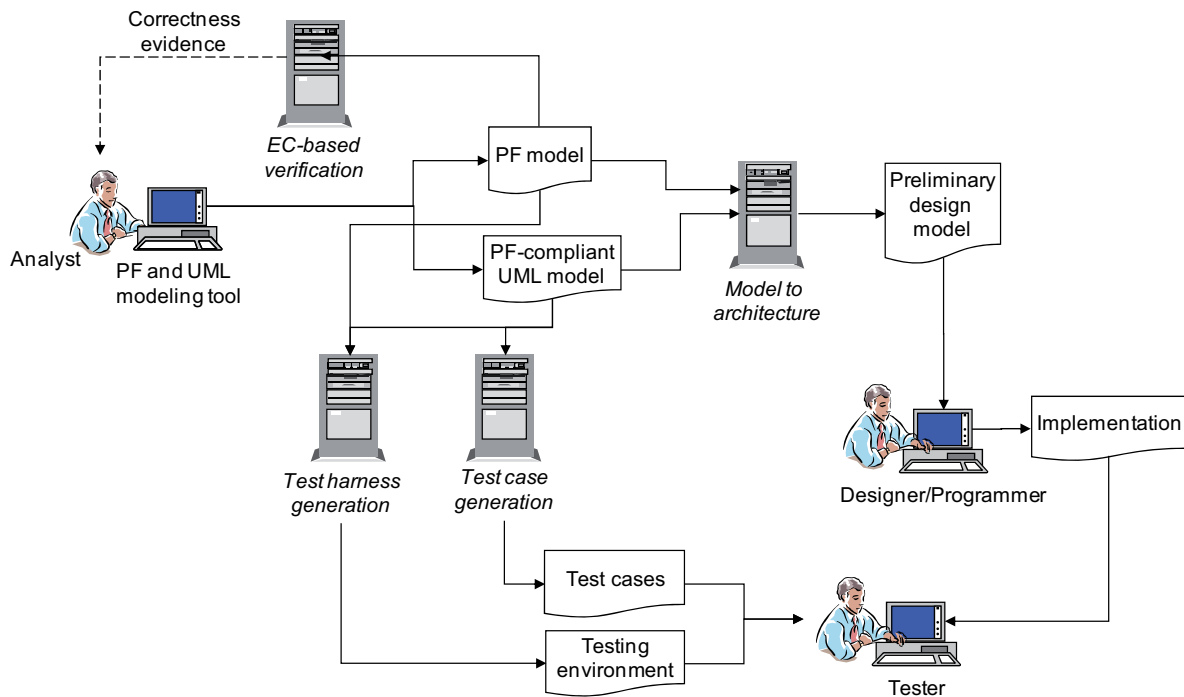 Correctness
evidence
EC-based
verification
PF model
Analyst
PF and UML
modeling tool
PF-compliant
UML model
Model to
architecture
Preliminary
design
model
Test harness
generation
Test case
generation
Designer/Programmer
Implementation
Test cases
Testing
environment
Tester